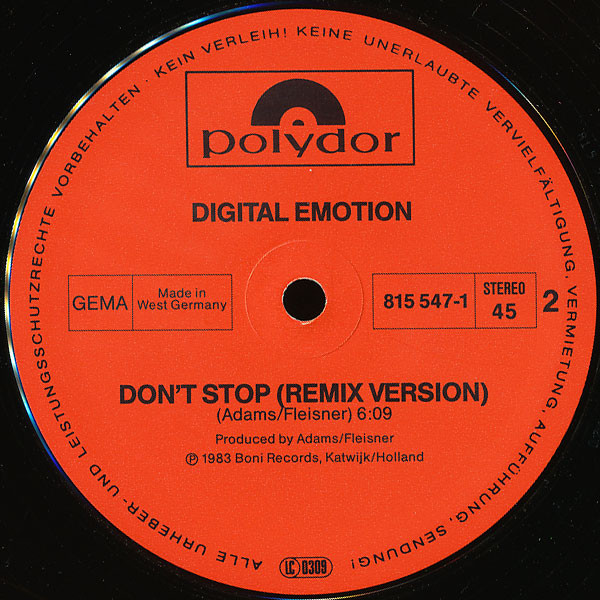 ALLE URHEBER- UND LEISTUNGSSCHUTZRECHTE VORBEHALTEN · KEIN VERLEIH! KEINE UNERLAUBTE VERVIELFÄLTIGUNG, VERMIETUNG, AUFFÜHRUNG, SENDUNG!
polydor
DIGITAL EMOTION
GEMA
Made in
West Germany
815 547-1
STEREO
45
2
DON'T STOP (REMIX VERSION)
(Adams/Fleisner) 6:09
Produced by Adams/Fleisner
℗ 1983 Boni Records, Katwijk/Holland
LC 0309